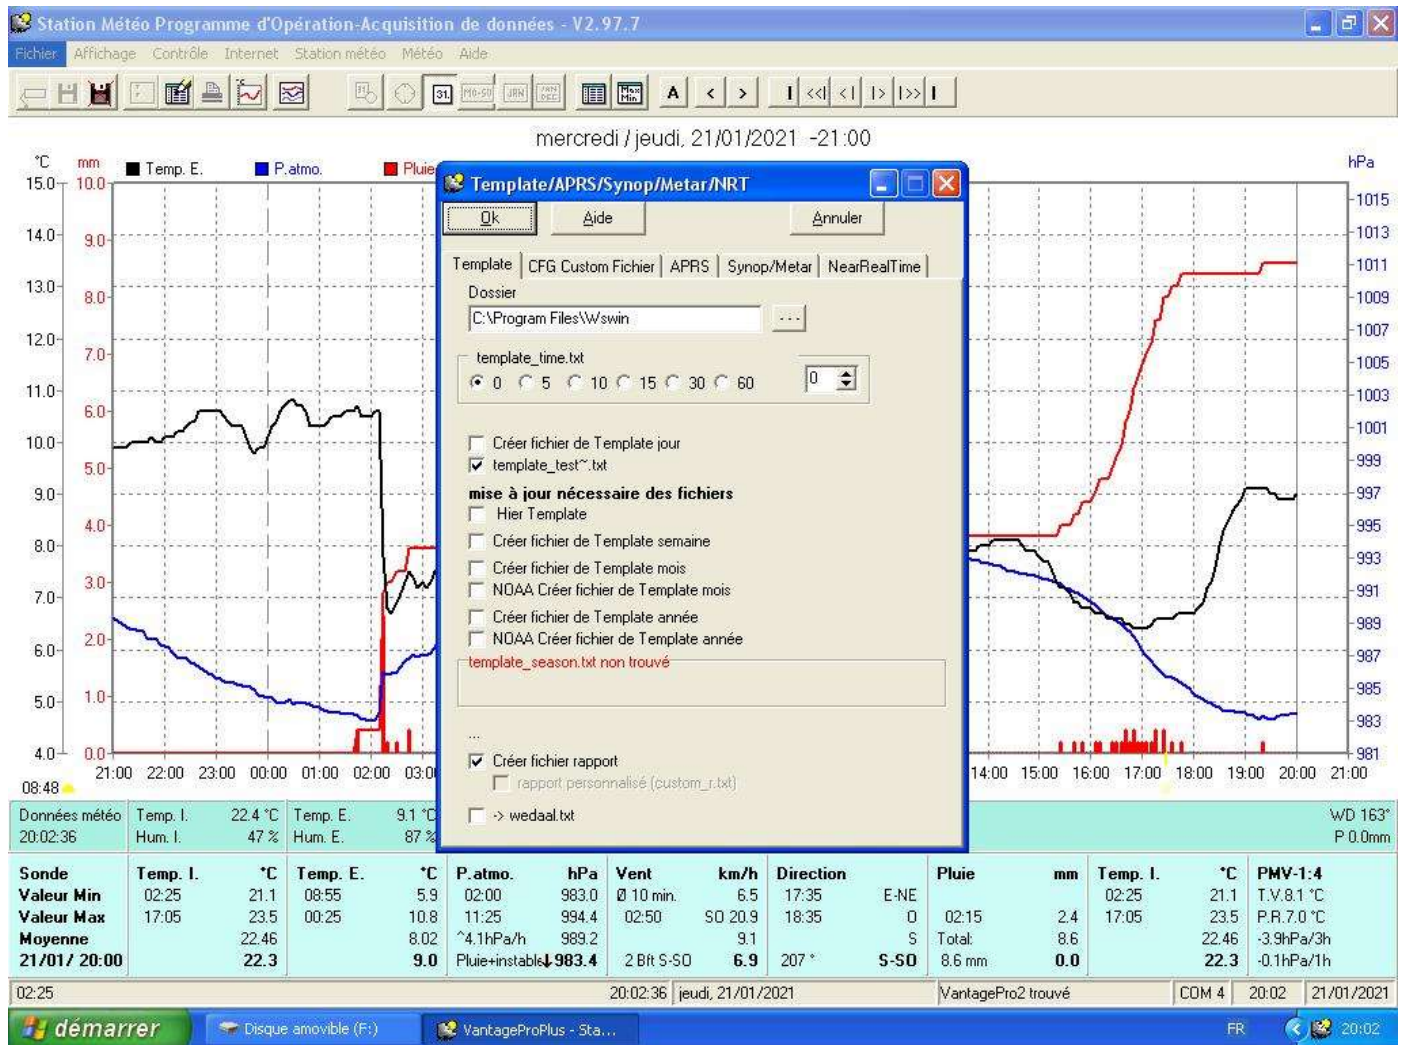 Station Météo Programme d'Opération-Acquisition de données - V2.97.7
Fichier Affichage Contrôle Internet Station météo Météo Aide
31 MO-SO JAN JAN DEC Max Min A < > I <<I <I I> I>> I
mercredi / jeudi, 21/01/2021 -21:00
°C mm Temp. E. P.atmo. Pluie hPa
15.0 10.0
14.0 9.0
13.0 8.0
12.0 7.0
11.0 6.0
10.0 5.0
9.0 4.0
8.0 3.0
7.0 2.0
6.0 1.0
5.0 0.0
4.0
1015
1013
1011
1009
1007
1005
1003
1001
999
997
995
993
991
989
987
985
983
981
21:00 22:00 23:00 00:00 01:00 02:00 03:00
14:00 15:00 16:00 17:00 18:00 19:00 20:00 21:00
08:48
Template/APRS/Synop/Metar/NRT
Ok Aide Annuler
Template CFG Custom Fichier APRS Synop/Metar NearRealTime
Dossier
C:\Program Files\Wswin ...
template_time.txt
0 5 10 15 30 60 0
Créer fichier de Template jour
template_test~.txt
mise à jour nécessaire des fichiers
Hier Template
Créer fichier de Template semaine
Créer fichier de Template mois
NOAA Créer fichier de Template mois
Créer fichier de Template année
NOAA Créer fichier de Template année
template_season.txt non trouvé
...
Créer fichier rapport
rapport personnalisé (custom_r.txt)
-> wedaal.txt
Données météo Temp. I. 22.4 °C Temp. E. 9.1 °C WD 163°
20:02:36 Hum. I. 47 % Hum. E. 87 % P 0.0mm
Sonde Temp. I. °C Temp. E. °C P.atmo. hPa Vent km/h Direction Pluie mm Temp. I. °C PMV-1:4
Valeur Min 02:25 21.1 08:55 5.9 02:00 983.0 Ø 10 min. 6.5 17:35 E-NE 02:25 21.1 T.V.8.1 °C
Valeur Max 17:05 23.5 00:25 10.8 11:25 994.4 02:50 SO 20.9 18:35 O 02:15 2.4 17:05 23.5 P.R.7.0 °C
Moyenne 22.46 8.02 ^4.1hPa/h 989.2 9.1 S Total: 8.6 22.46 -3.9hPa/3h
21/01/ 20:00 22.3 9.0 Pluie+instable↓983.4 2 Bft S-SO 6.9 207 ° S-SO 8.6 mm 0.0 22.3 -0.1hPa/1h
02:25 20:02:36 jeudi, 21/01/2021 VantagePro2 trouvé COM 4 20:02 21/01/2021
démarrer Disque amovible (F:) VantageProPlus - Sta... FR 20:02